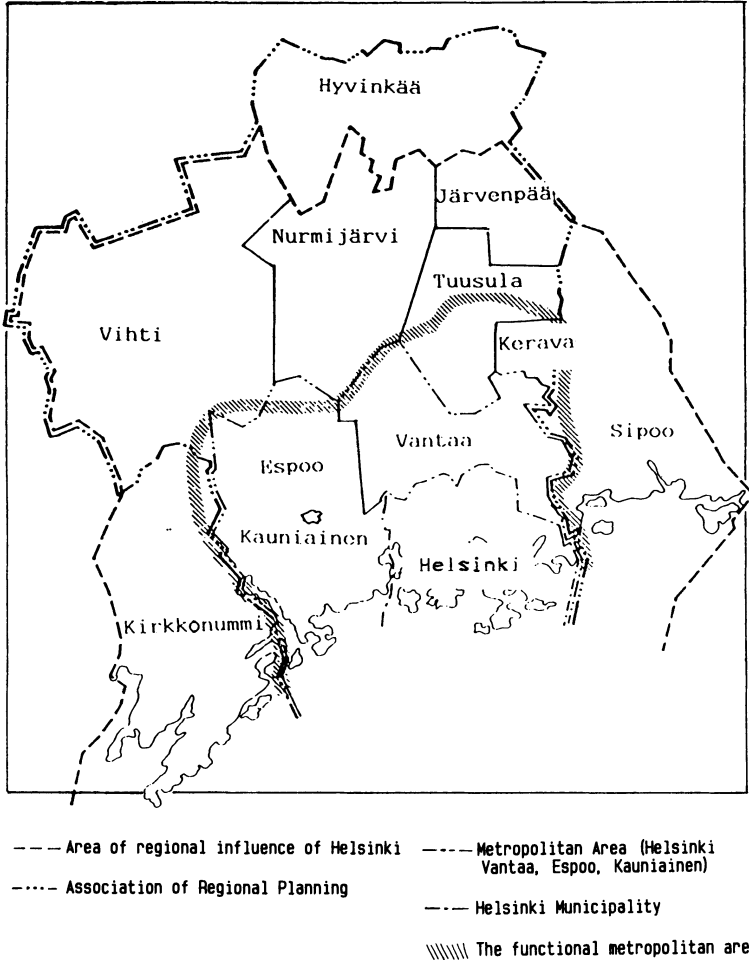 Hyvinkää
Järvenpää
Nurmijärvi
Tuusula
Vihti
Kerava
Sipoo
Vantaa
Espoo
Kauniainen
Helsinki
Kirkkonummi
Area of regional influence of Helsinki
Association of Regional Planning
Metropolitan Area (Helsinki
Vantaa, Espoo, Kauniainen)
Helsinki Municipality
The functional metropolitan are